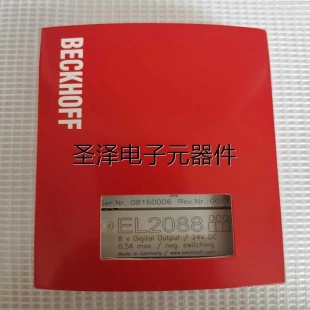 BECKHOFF
圣泽电子元器件
Ser.Nr.: 08160006 Rev.Nr.:
EL2088
8 x Digital Output / 24V DC
0,5A max. / neg. switching
Made in Germany / www.beckhoff.com